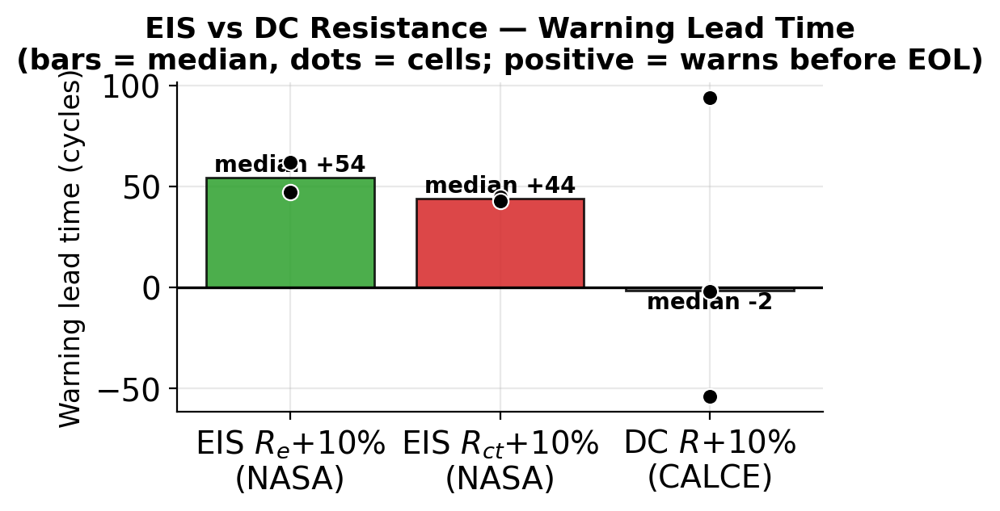 EIS vs DC Resistance — Warning Lead Time
(bars = median, dots = cells; positive = warns before EOL)
Warning lead time (cycles)
100
50
0
−50
median +54
median +44
median -2
EIS Re+10%
(NASA)
EIS Rct+10%
(NASA)
DC R+10%
(CALCE)